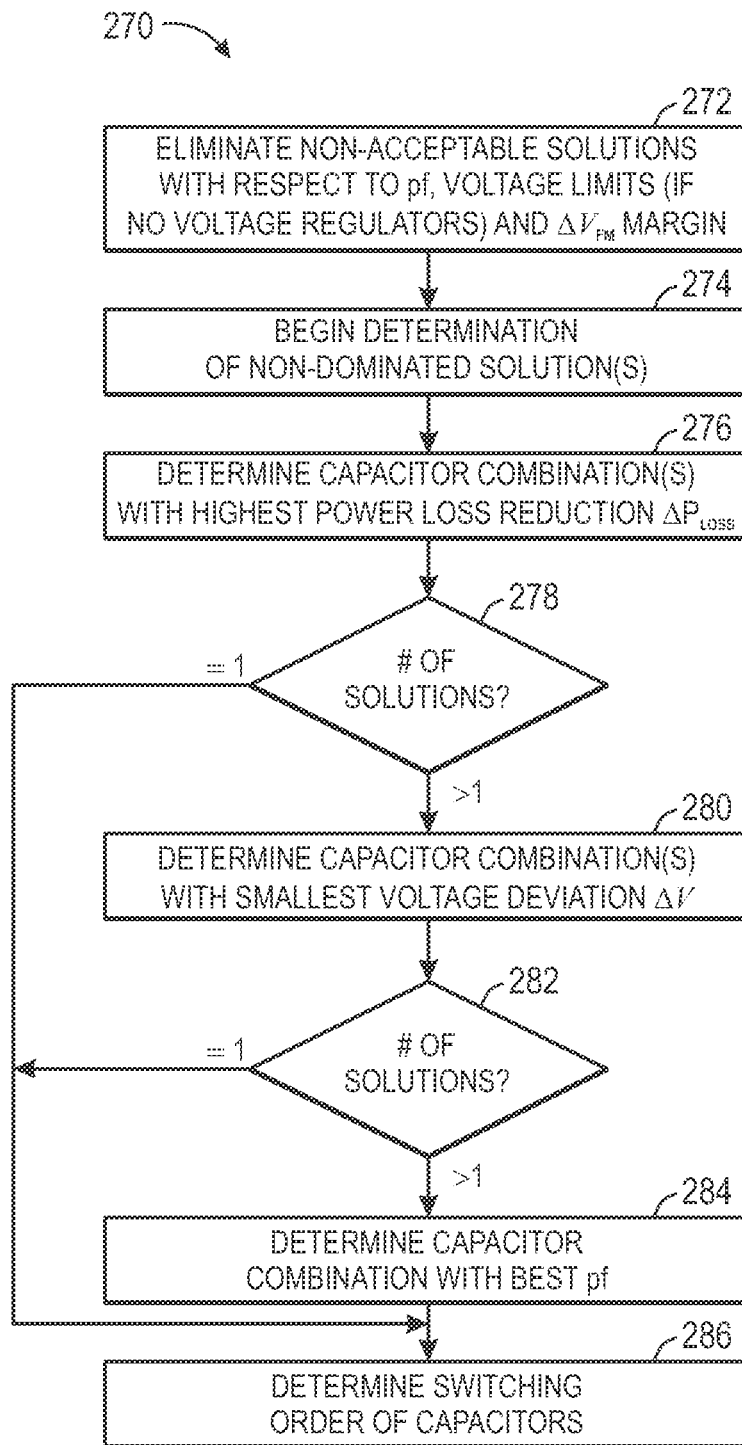 270
272
ELIMINATE NON-ACCEPTABLE SOLUTIONS
WITH RESPECT TO pf, VOLTAGE LIMITS (IF
NO VOLTAGE REGULATORS) AND ΔV_FM MARGIN
274
BEGIN DETERMINATION
OF NON-DOMINATED SOLUTION(S)
276
DETERMINE CAPACITOR COMBINATION(S)
WITH HIGHEST POWER LOSS REDUCTION ΔP_LOSS
278
# OF
SOLUTIONS?
= 1
>1
280
DETERMINE CAPACITOR COMBINATION(S)
WITH SMALLEST VOLTAGE DEVIATION ΔV
282
# OF
SOLUTIONS?
= 1
>1
284
DETERMINE CAPACITOR
COMBINATION WITH BEST pf
286
DETERMINE SWITCHING
ORDER OF CAPACITORS